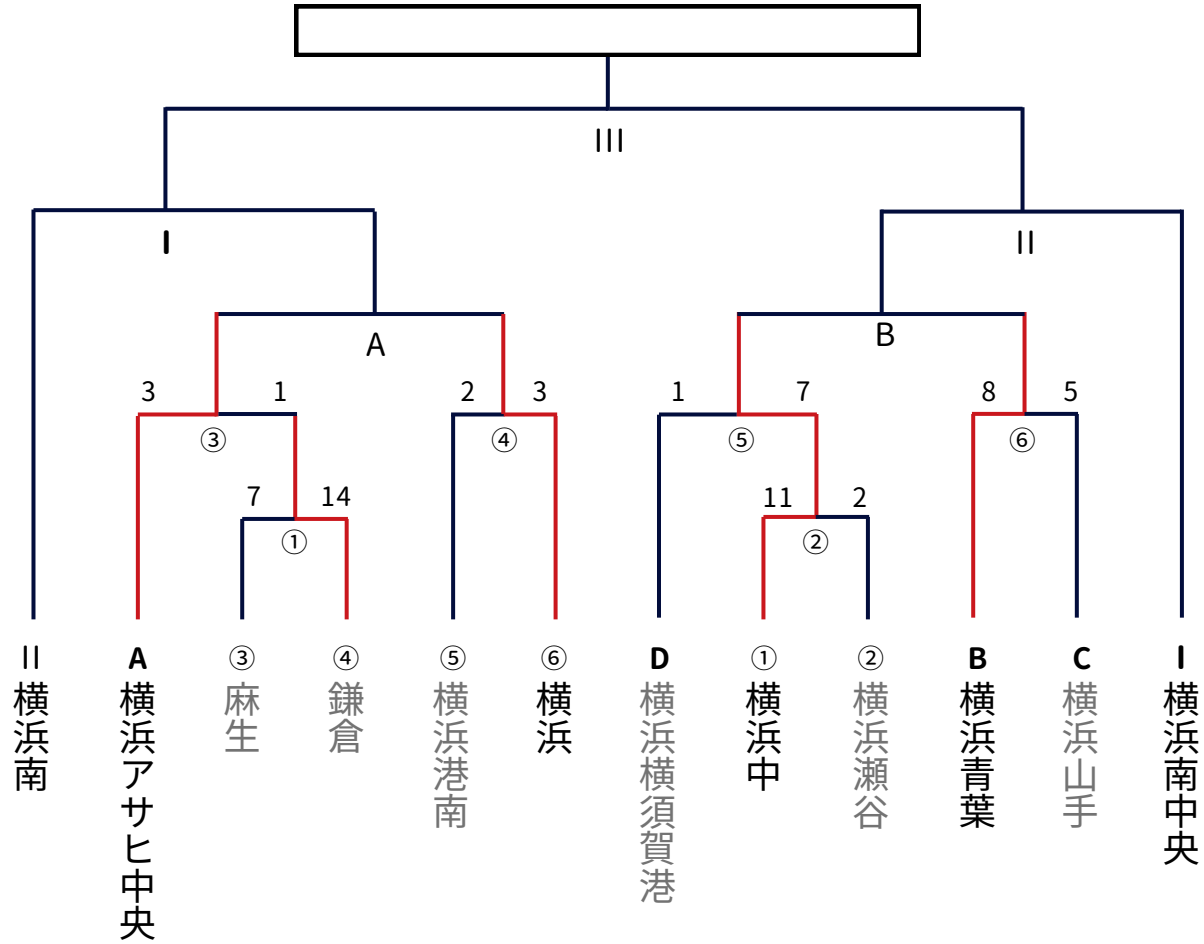 III
I
II
A
B
3
1
2
3
1
7
8
5
③
④
⑤
⑥
7
14
11
2
①
②
II
横浜南
A
横浜アサヒ中央
③
麻生
④
鎌倉
⑤
横浜港南
⑥
横浜
D
横浜横須賀港
①
横浜中
②
横浜瀬谷
B
横浜青葉
C
横浜山手
I
横浜南中央